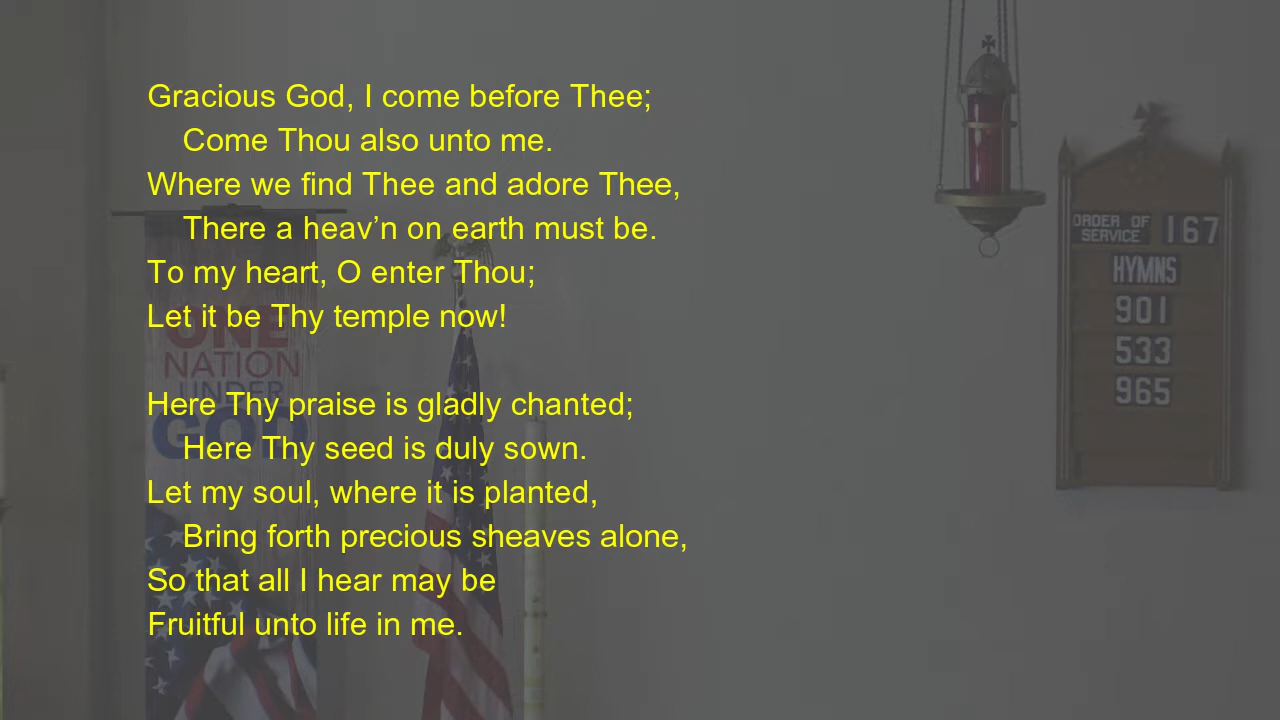 Gracious God, I come before Thee;
Come Thou also unto me.
Where we find Thee and adore Thee,
There a heav’n on earth must be.
To my heart, O enter Thou;
Let it be Thy temple now!
Here Thy praise is gladly chanted;
Here Thy seed is duly sown.
Let my soul, where it is planted,
Bring forth precious sheaves alone,
So that all I hear may be
Fruitful unto life in me.
ONE
NATION
UNDER
GOD
ORDER OF
SERVICE 167
HYMNS
901
533
965